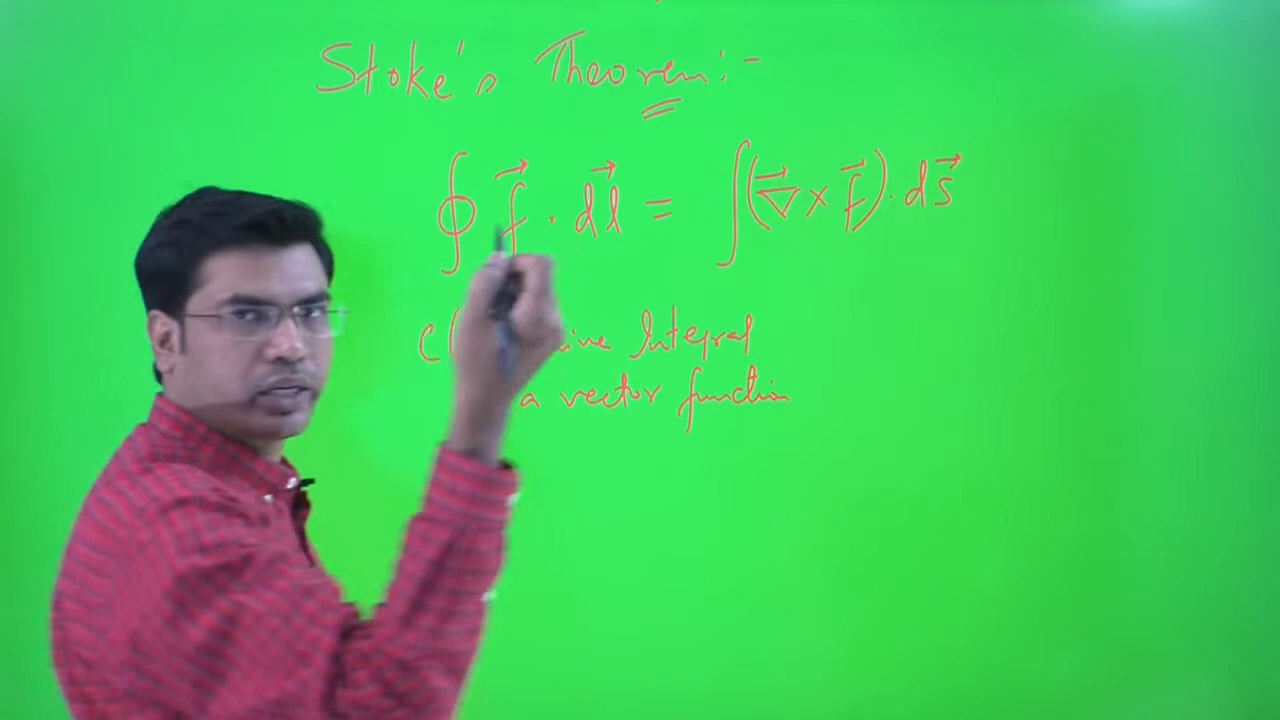 Stoke's Theorem:-
∮ f⃗ . dl⃗ = ∫(∇⃗ x f⃗). ds⃗
Integral
a vector function